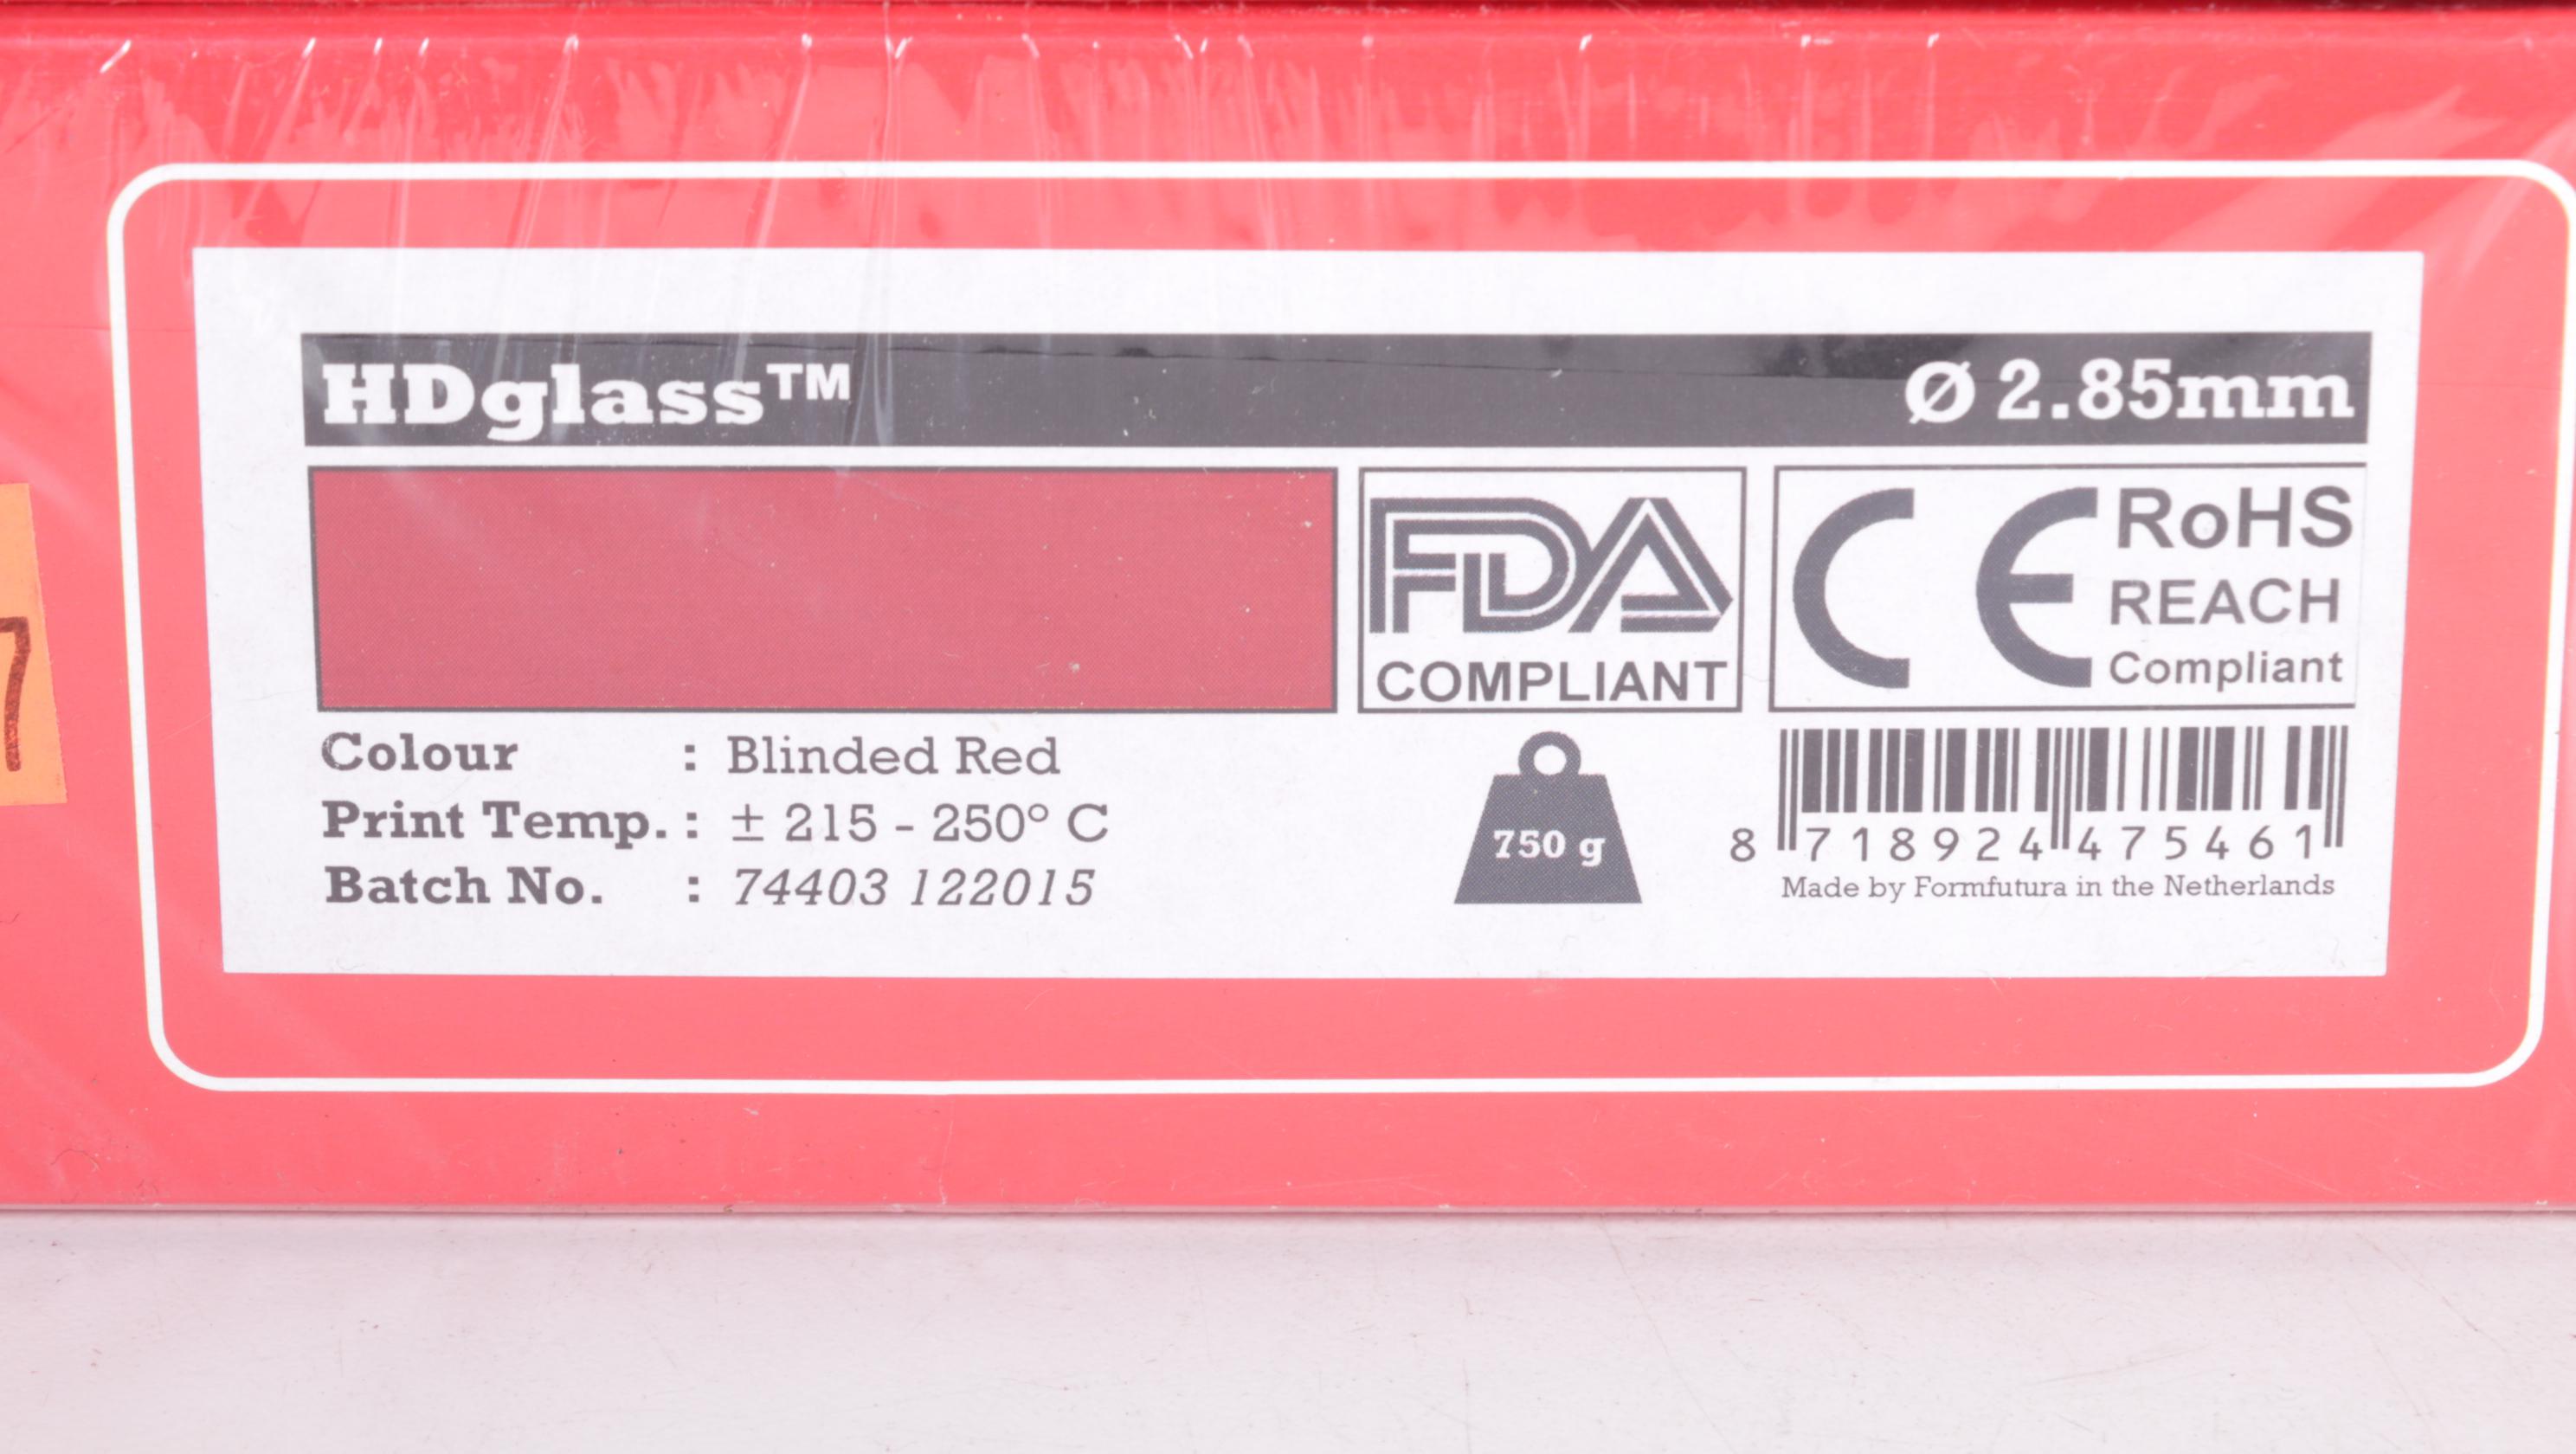 HDglass™ Ø 2.85mm
FDA
COMPLIANT
CE RoHS
REACH
Compliant
Colour : Blinded Red
Print Temp. : ± 215 - 250° C
Batch No. : 74403 122015
750 g
8 718924 475461
Made by Formfutura in the Netherlands
7